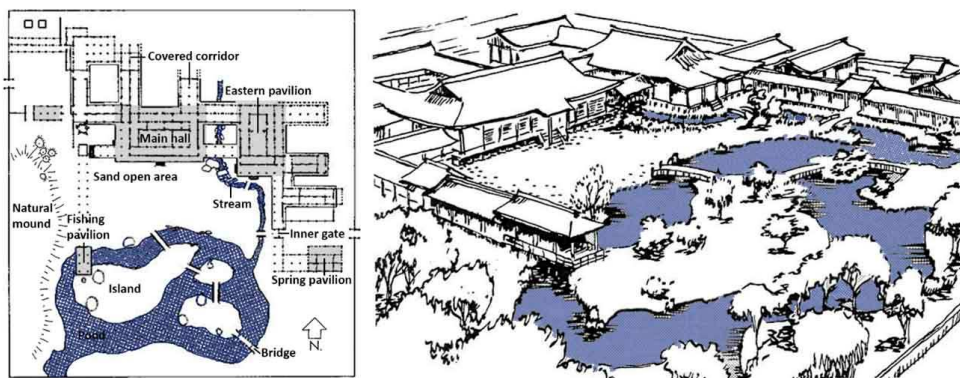 Covered corridor
Eastern pavilion
Main hall
Sand open area
Stream
Natural
mound
Fishing
pavilion
Inner gate
Spring pavilion
Island
Pond
Bridge
N.